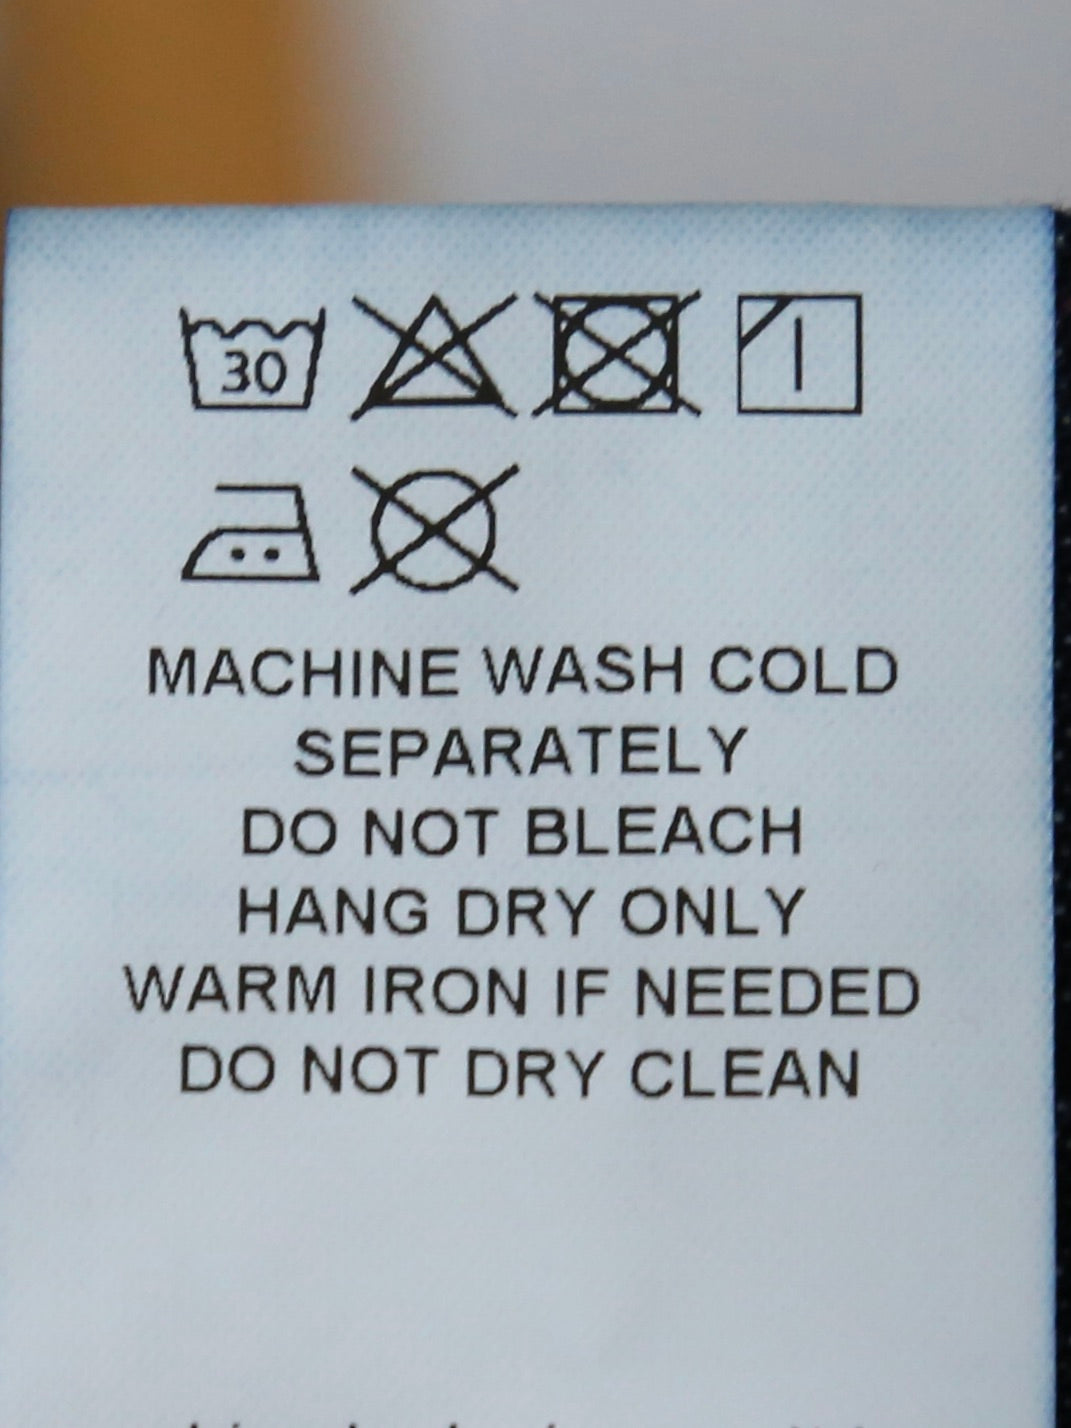 30
MACHINE WASH COLD
SEPARATELY
DO NOT BLEACH
HANG DRY ONLY
WARM IRON IF NEEDED
DO NOT DRY CLEAN